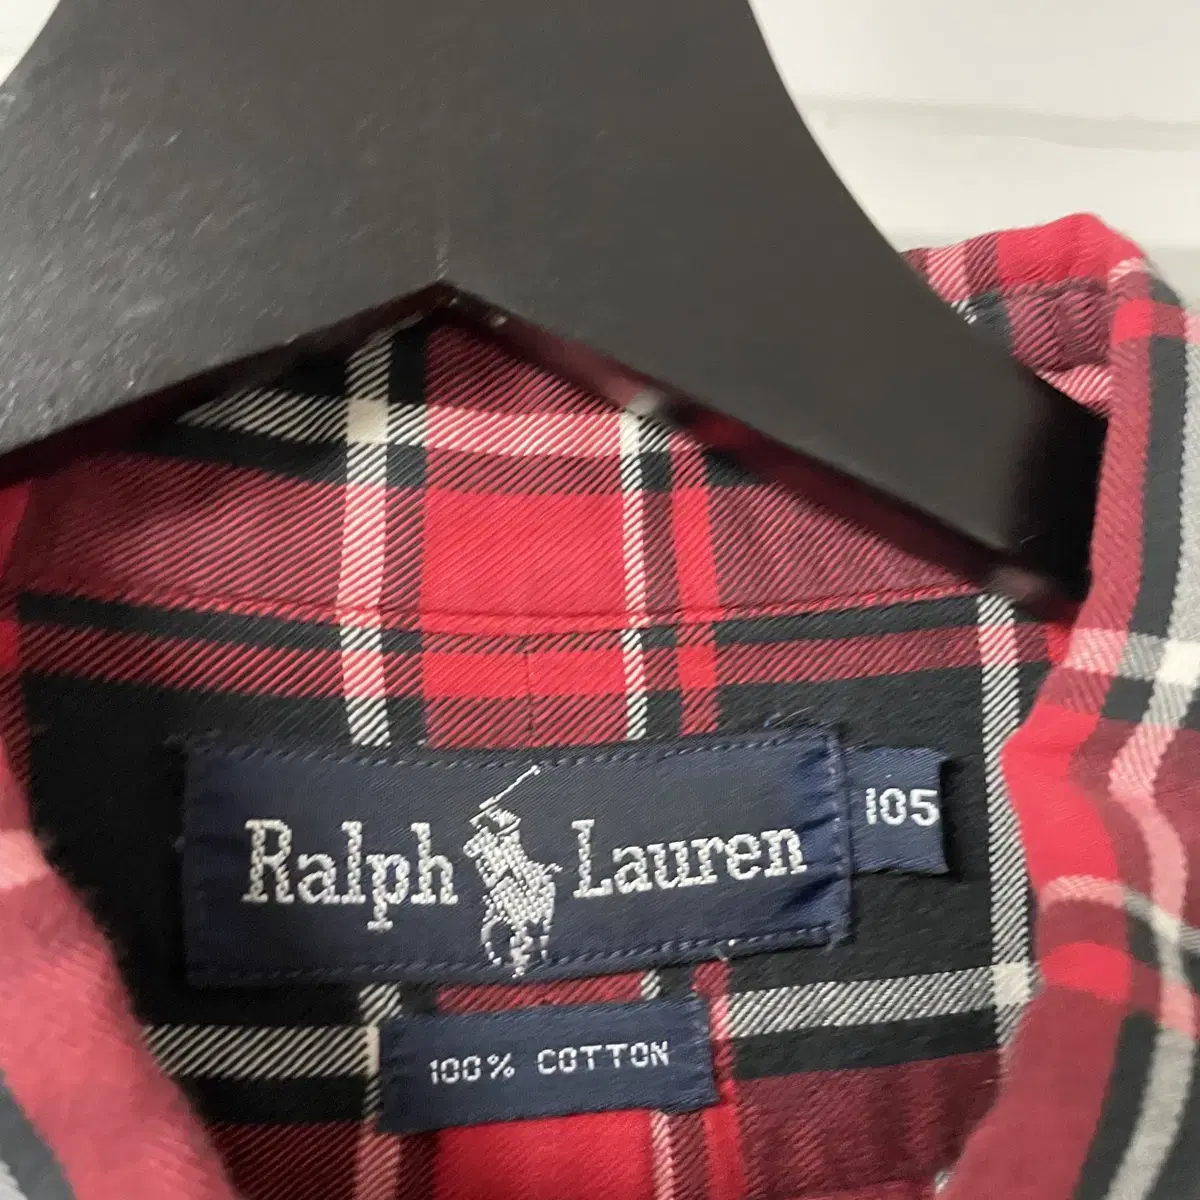 Ralph Lauren
105
100% COTTON